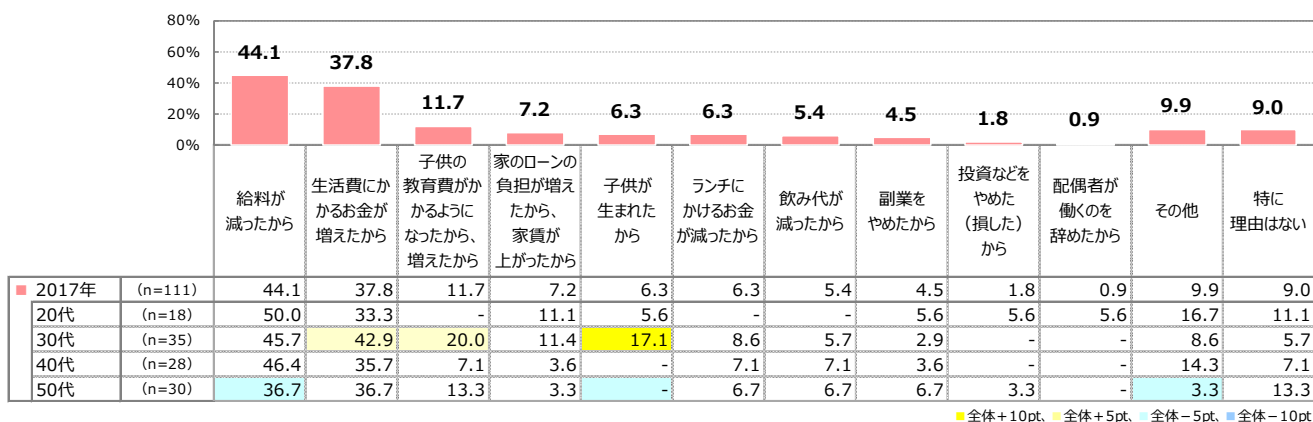 80%
60%
40%
20%
0%
44.1 37.8 11.7 7.2 6.3 6.3 5.4 4.5 1.8 0.9 9.9 9.0
給料が
減ったから
生活費にか
かるお金が
増えたから
子供の
教育費がか
かるように
なったから、
増えたから
家のローンの
負担が増え
たから、
家賃が
上がったから
子供が
生まれた
から
ランチに
かけるお金
が減ったから
飲み代が
減ったから
副業を
やめたから
投資などを
やめた
（損した）
から
配偶者が
働くのを
辞めたから
その他
特に
理由はない
2017年 (n=111) 44.1 37.8 11.7 7.2 6.3 6.3 5.4 4.5 1.8 0.9 9.9 9.0
20代 (n=18) 50.0 33.3 - 11.1 5.6 - - 5.6 5.6 5.6 16.7 11.1
30代 (n=35) 45.7 42.9 20.0 11.4 17.1 8.6 5.7 2.9 - - 8.6 5.7
40代 (n=28) 46.4 35.7 7.1 3.6 - 7.1 7.1 3.6 - - 14.3 7.1
50代 (n=30) 36.7 36.7 13.3 3.3 - 6.7 6.7 6.7 3.3 - 3.3 13.3
全体＋10pt、 全体＋5pt、 全体－5pt、 全体－10pt